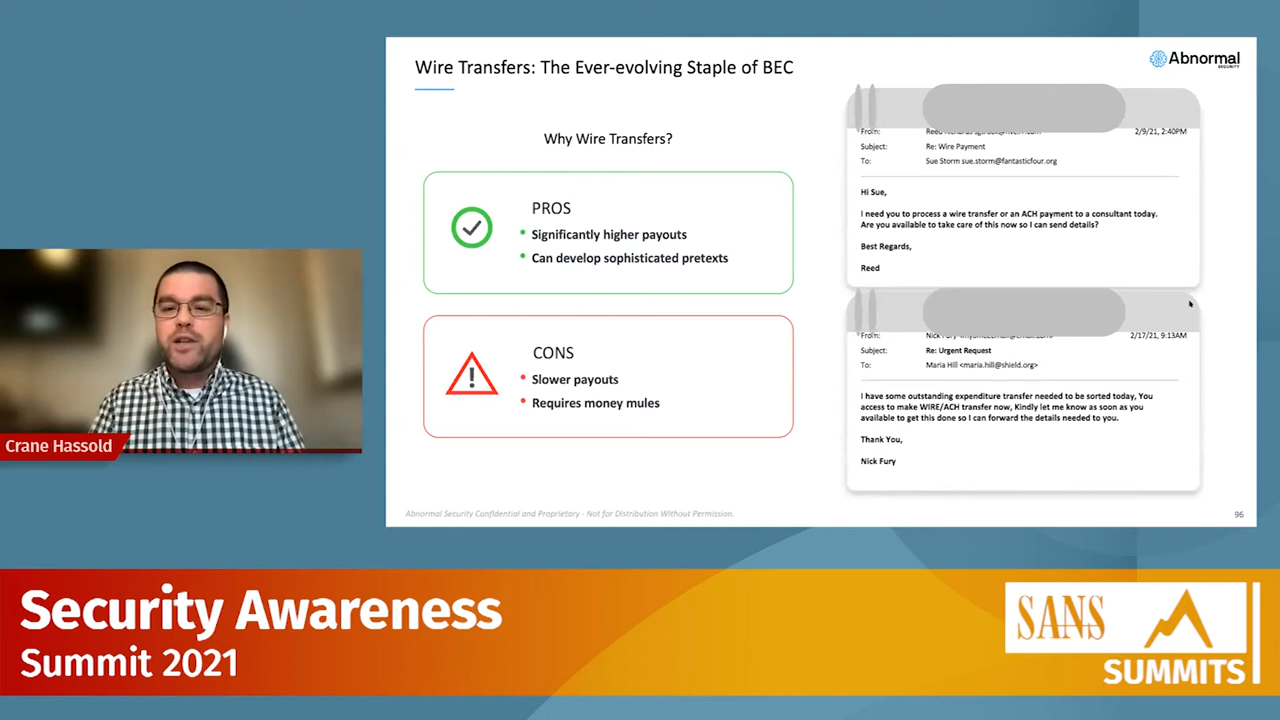 Wire Transfers: The Ever-evolving Staple of BEC
Abnormal
SECURITY
Why Wire Transfers?
PROS
Significantly higher payouts
Can develop sophisticated pretexts
CONS
Slower payouts
Requires money mules
From: 2/9/21, 2:40PM
Subject: Re: Wire Payment
To: Sue Storm sue.storm@fantasticfour.org
Hi Sue,
I need you to process a wire transfer or an ACH payment to a consultant today.
Are you available to take care of this now so I can send details?
Best Regards,
Reed
From: Nick 2/17/21, 9:13AM
Subject: Re: Urgent Request
To: Maria Hill <maria.hill@shield.org>
I have some outstanding expenditure transfer needed to be sorted today, You
access to make WIRE/ACH transfer now, Kindly let me know as soon as you
available to get this done so I can forward the details needed to you.
Thank You,
Nick Fury
Abnormal Security Confidential and Proprietary - Not for Distribution Without Permission.
96
Crane Hassold
Security Awareness
Summit 2021
SANS
SUMMITS